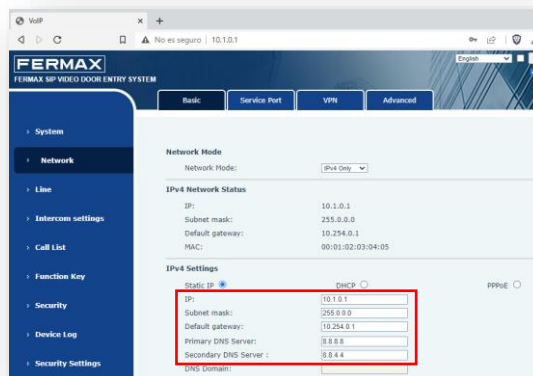 VoIP
No es seguro | 10.1.0.1
FERMAX
FERMAX SIP VIDEO DOOR ENTRY SYSTEM
English
Basic Service Port VPN Advanced
› System
› Network
› Line
› Intercom settings
› Call List
› Function Key
› Security
› Device Log
› Security Settings
Network Mode
Network Mode: IPv4 Only
IPv4 Network Status
IP: 10.1.0.1
Subnet mask: 255.0.0.0
Default gateway: 10.254.0.1
MAC: 00:01:02:03:04:05
IPv4 Settings
Static IP DHCP PPPoE
IP: 10.1.0.1
Subnet mask: 255.0.0.0
Default gateway: 10.254.0.1
Primary DNS Server: 8.8.8.8
Secondary DNS Server : 8.8.4.4
DNS Domain: